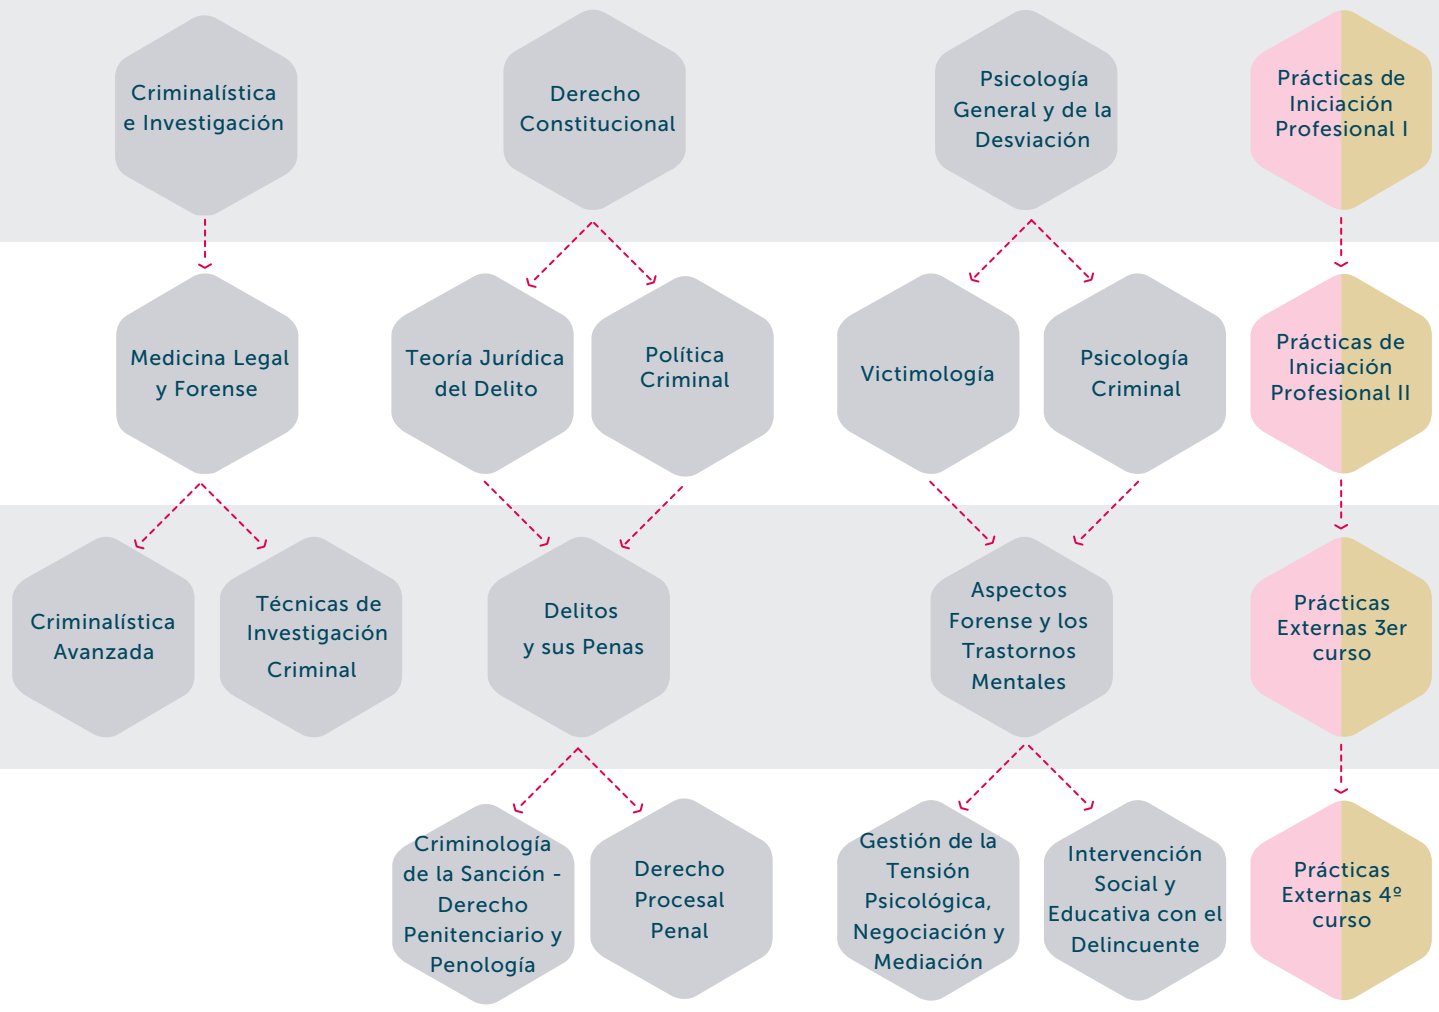 Criminalística
e Investigación
Derecho
Constitucional
Psicología
General y de la
Desviación
Prácticas de
Iniciación
Profesional I
Medicina Legal
y Forense
Teoría Jurídica
del Delito
Política
Criminal
Victimología
Psicología
Criminal
Prácticas de
Iniciación
Profesional II
Criminalística
Avanzada
Técnicas de
Investigación
Criminal
Delitos
y sus Penas
Aspectos
Forense y los
Trastornos
Mentales
Prácticas
Externas 3er
curso
Criminología
de la Sanción -
Derecho
Penitenciario y
Penología
Derecho
Procesal
Penal
Gestión de la
Tensión
Psicológica,
Negociación y
Mediación
Intervención
Social y
Educativa con el
Delincuente
Prácticas
Externas 4º
curso